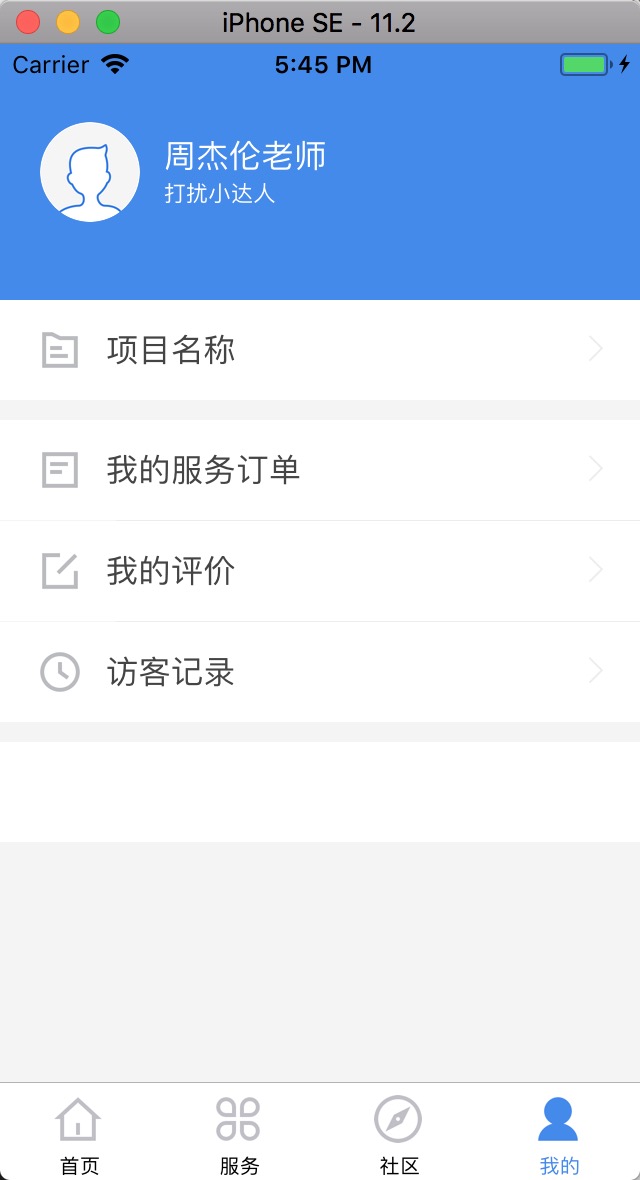 iPhone SE - 11.2
Carrier 5:45 PM
周杰伦老师
打扰小达人
项目名称
我的服务订单
我的评价
访客记录
首页 服务 社区 我的